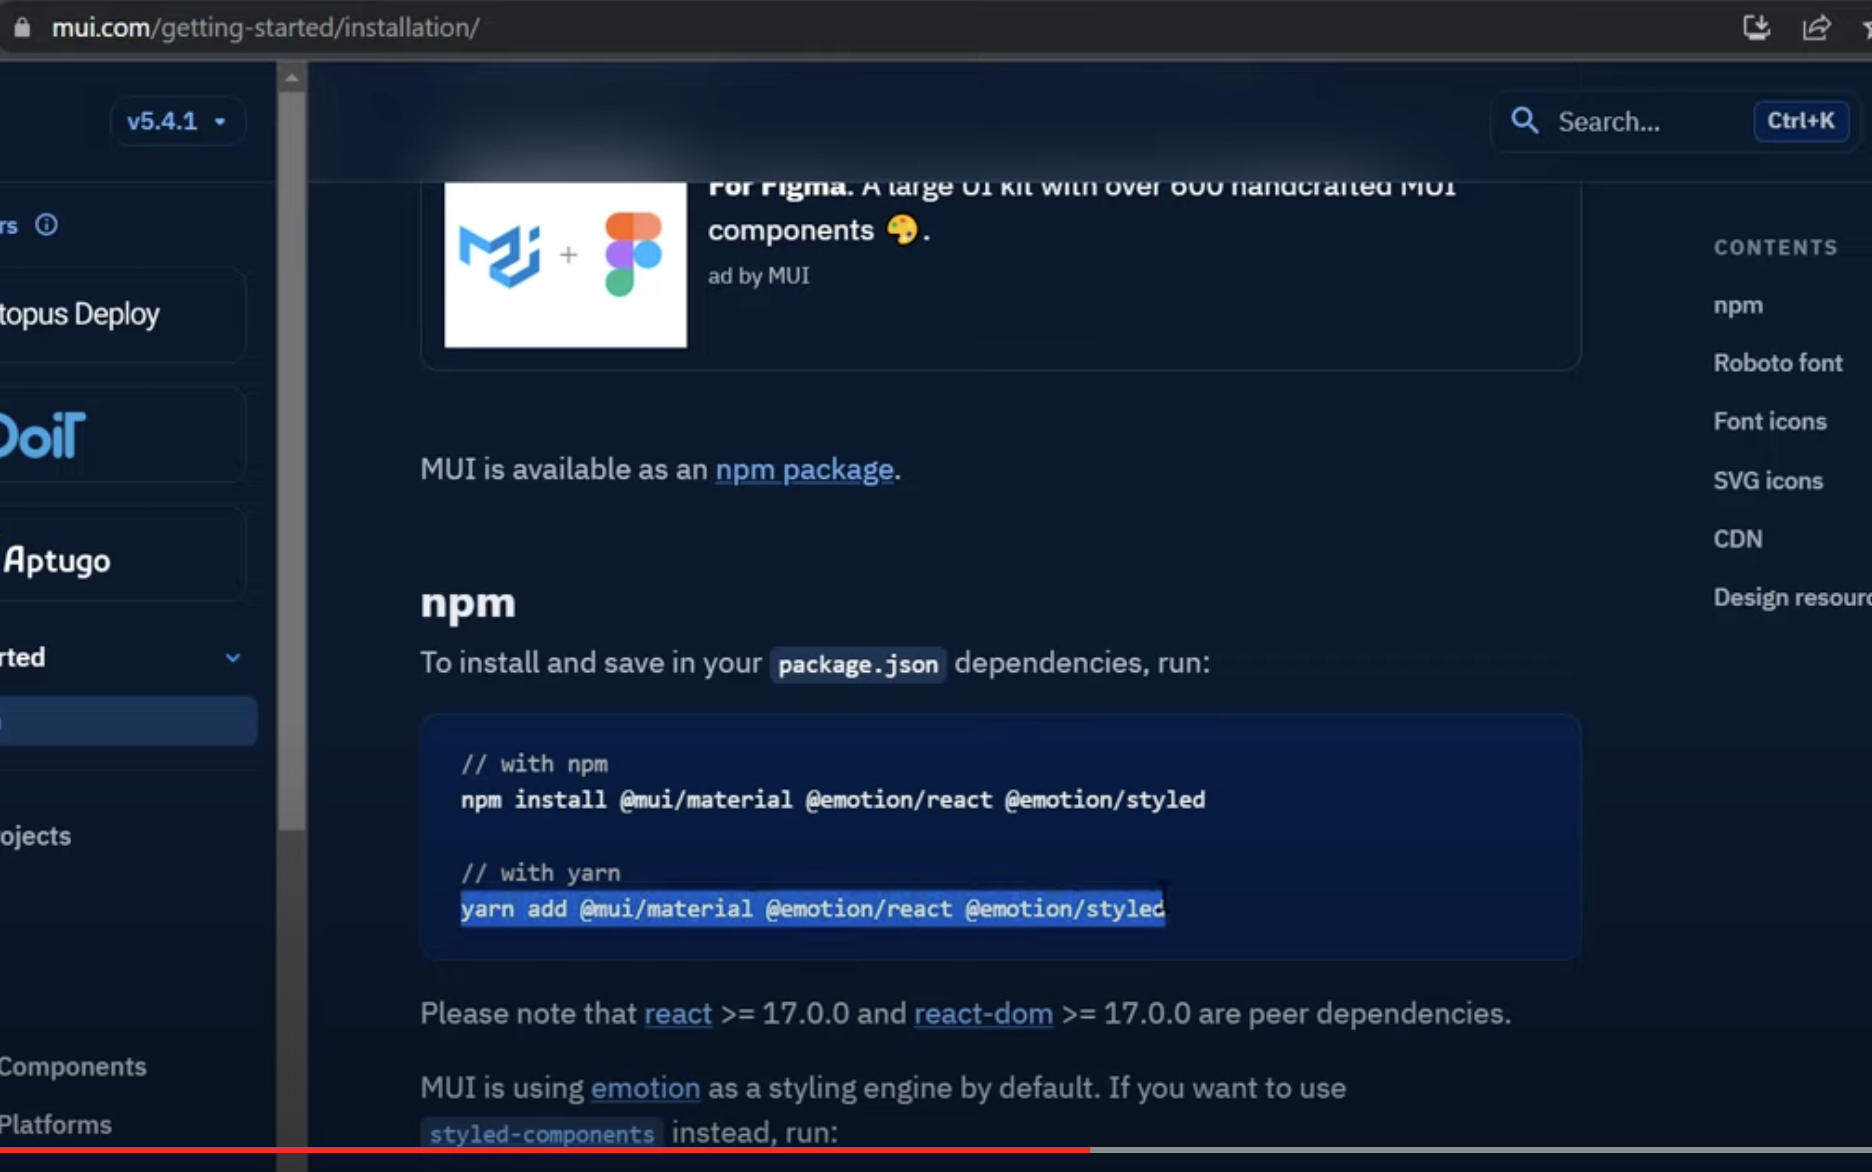 mui.com/getting-started/installation/
v5.4.1
Search...
Ctrl+K
rs
topus Deploy
DoiT
Aptugo
rted
ojects
Components
Platforms
For Figma. A large UI kit with over 600 handcrafted MUI
components 🎨.
ad by MUI
MUI is available as an npm package.
npm
To install and save in your package.json dependencies, run:
// with npm
npm install @mui/material @emotion/react @emotion/styled
// with yarn
yarn add @mui/material @emotion/react @emotion/styled
Please note that react >= 17.0.0 and react-dom >= 17.0.0 are peer dependencies.
MUI is using emotion as a styling engine by default. If you want to use
styled-components instead, run:
CONTENTS
npm
Roboto font
Font icons
SVG icons
CDN
Design resourc